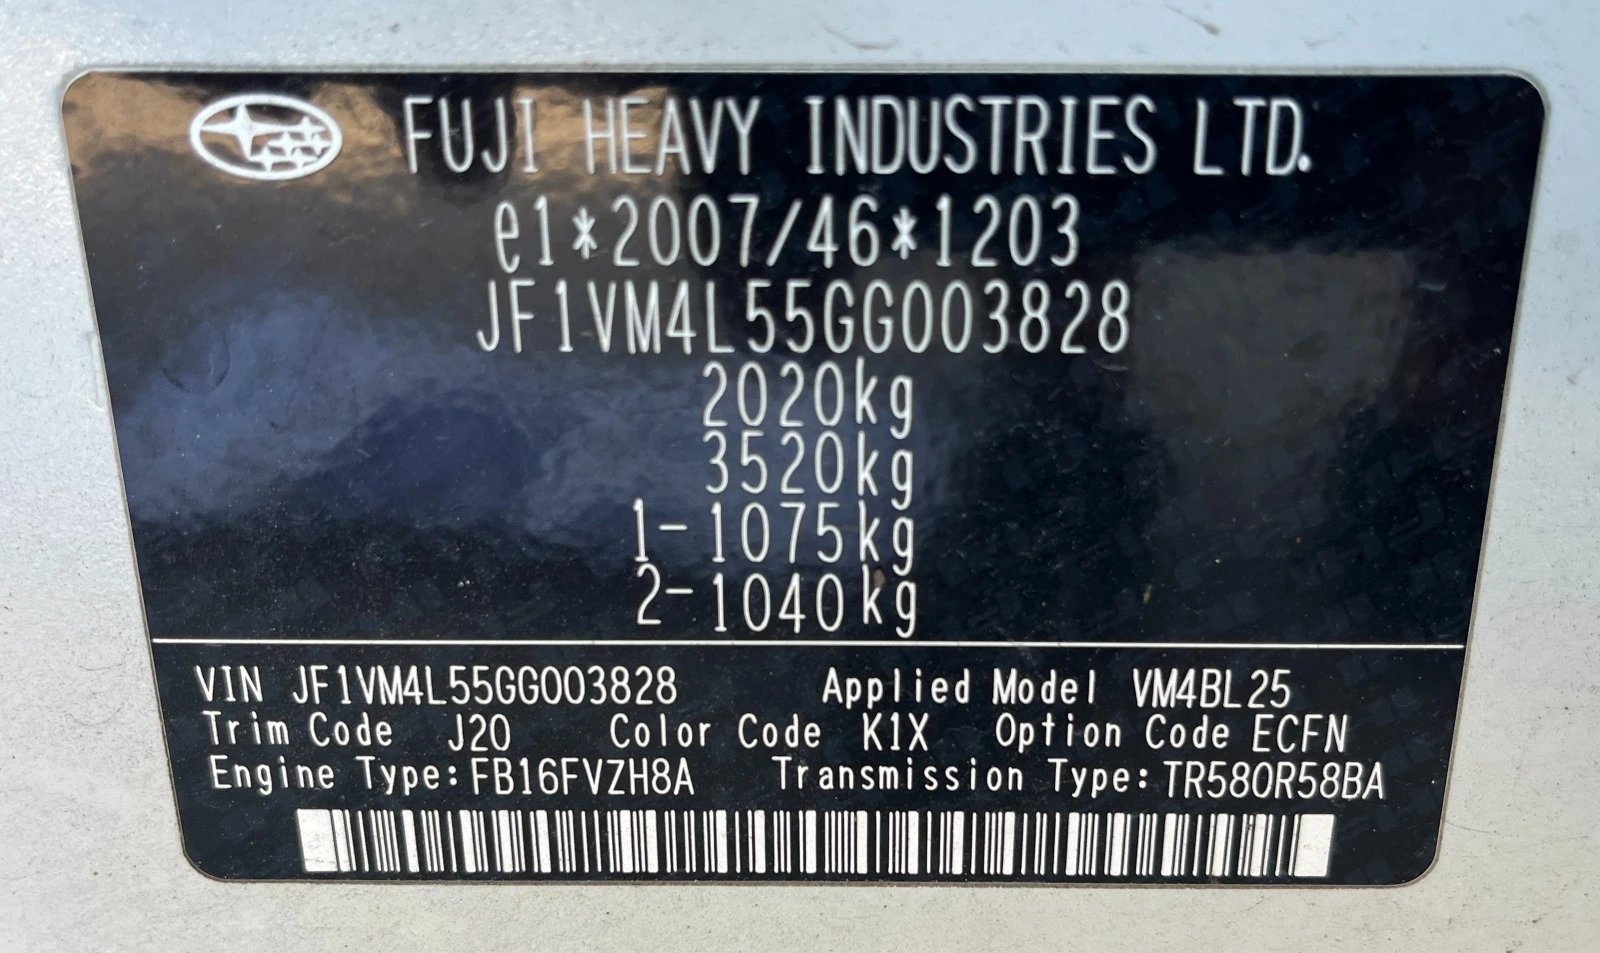 FUJI HEAVY INDUSTRIES LTD.
e1*2007/46*1203
JF1VM4L55GG003828
2020kg
3520kg
1-1075kg
2-1040kg
VIN JF1VM4L55GG003828 Applied Model VM4BL25
Trim Code J20 Color Code K1X Option Code ECFN
Engine Type:FB16FVZH8A Transmission Type:TR580R58BA